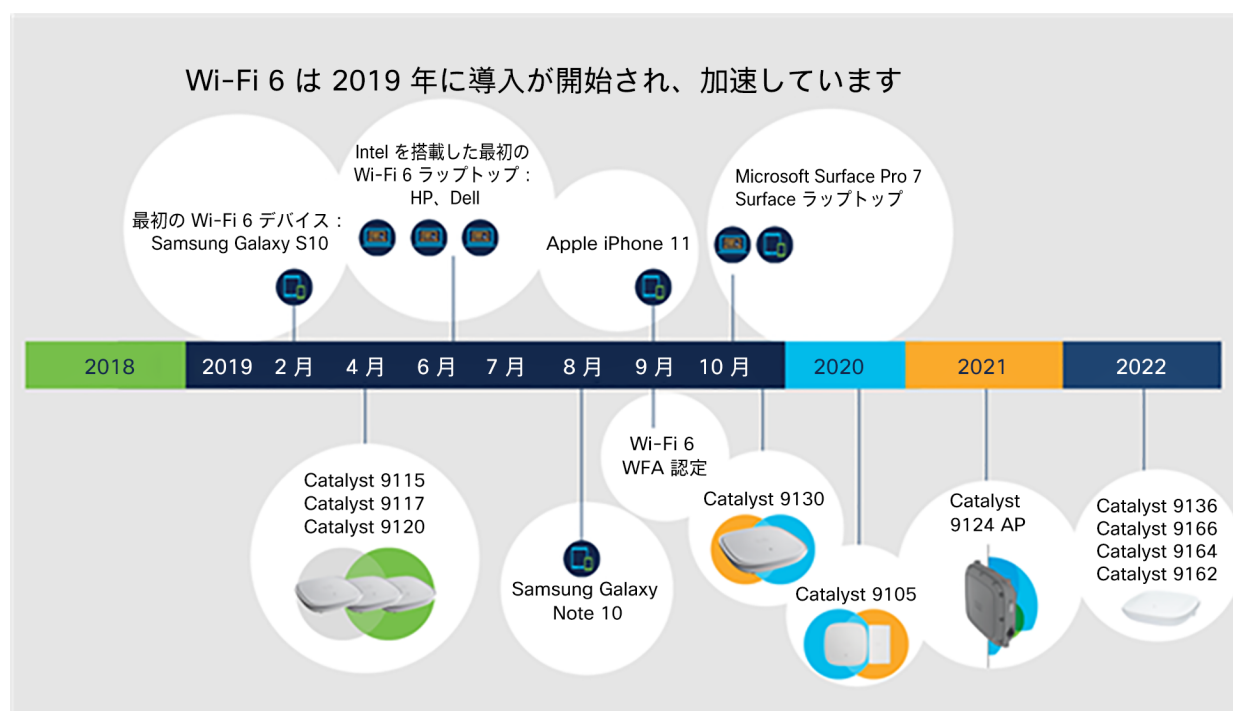 Wi-Fi 6 は 2019 年に導入が開始され、加速しています
最初の Wi-Fi 6 デバイス：
Samsung Galaxy S10
Intel を搭載した最初の
Wi-Fi 6 ラップトップ：
HP、Dell
Apple iPhone 11
Microsoft Surface Pro 7
Surface ラップトップ
2018 2019 2 月 4 月 6 月 7 月 8 月 9 月 10 月 2020 2021 2022
Catalyst 9115
Catalyst 9117
Catalyst 9120
Samsung Galaxy
Note 10
Wi-Fi 6
WFA 認定
Catalyst 9130
Catalyst 9105
Catalyst
9124 AP
Catalyst 9136
Catalyst 9166
Catalyst 9164
Catalyst 9162